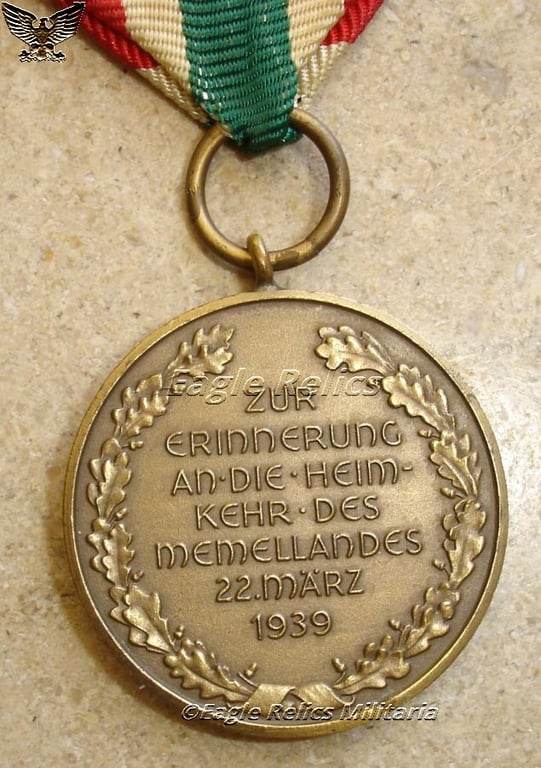 Eagle Relics
ZUR
ERINNERUNG
AN·DIE·HEIM-
KEHR·DES
MEMELLANDES
22.MÄRZ
1939
©Eagle Relics Militaria